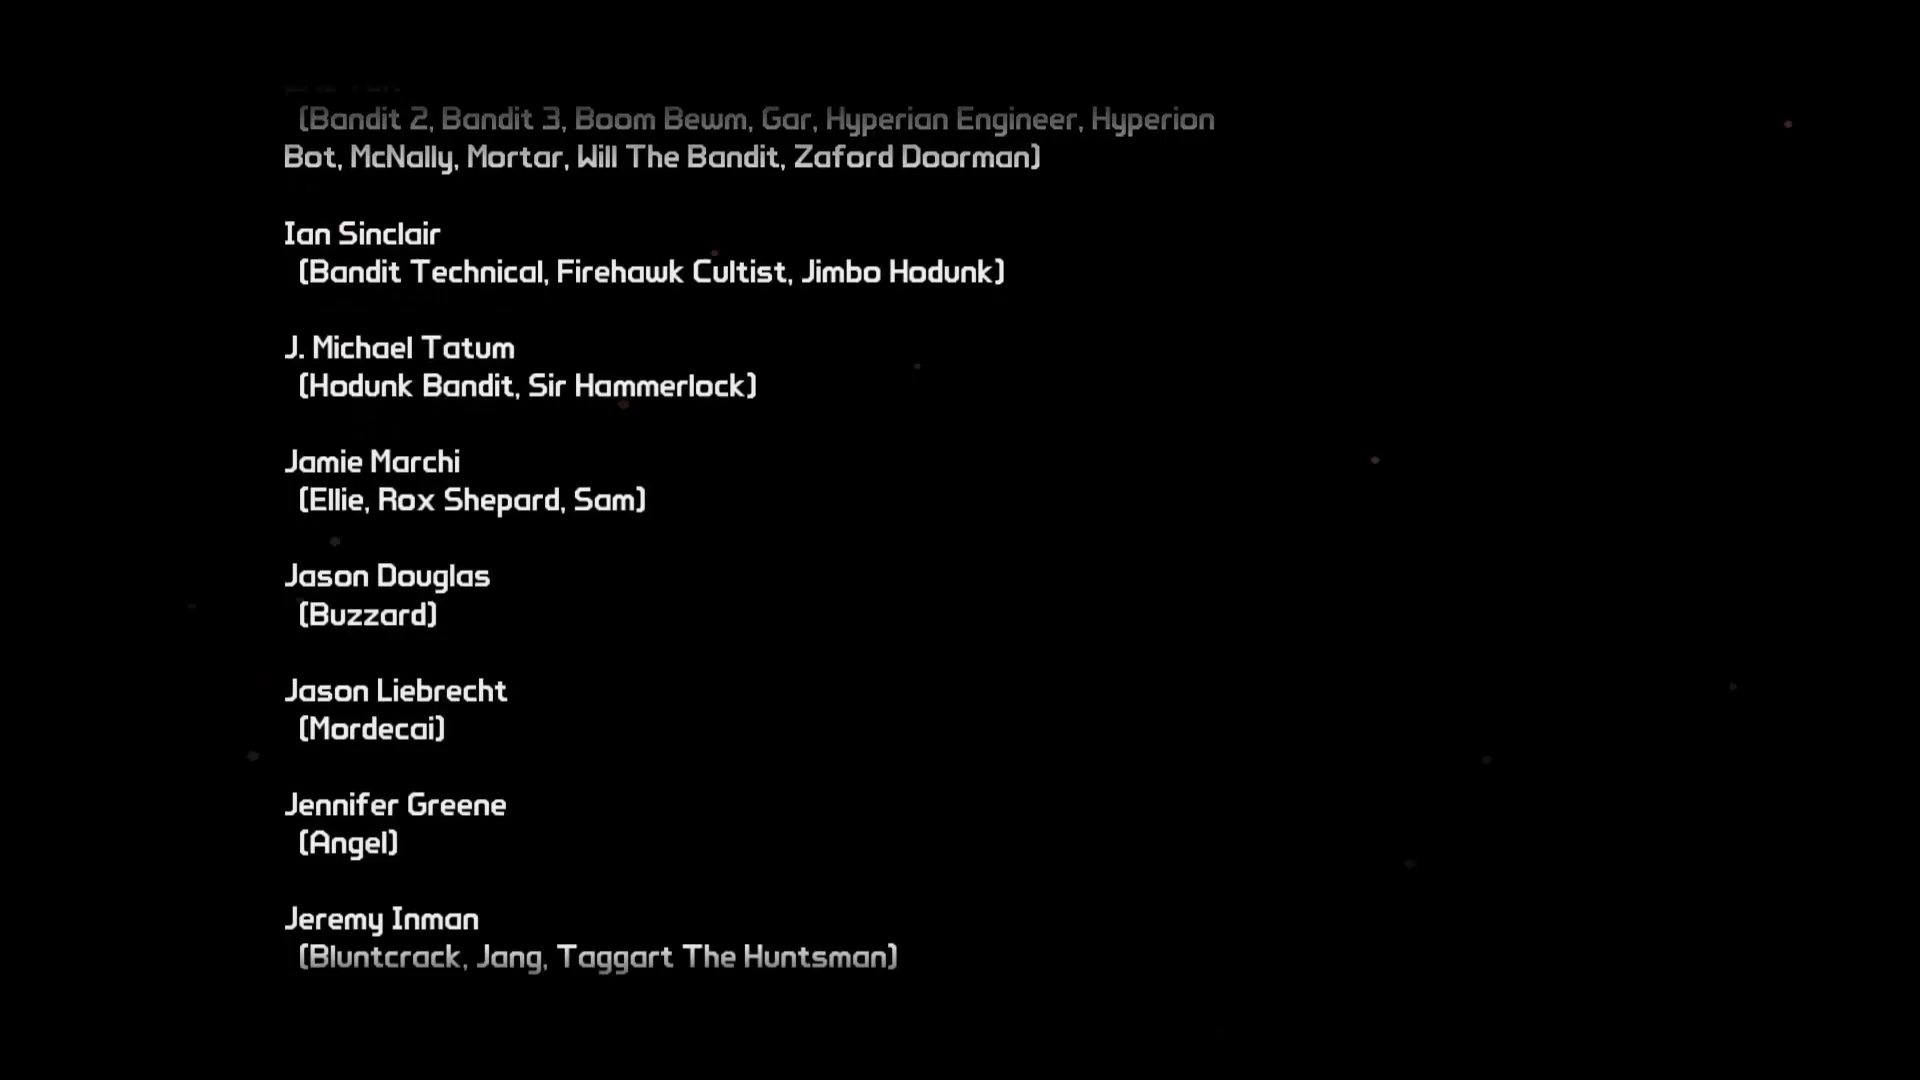 (Bandit 2, Bandit 3, Boom Bewm, Gar, Hyperian Engineer, Hyperion
Bot, McNally, Mortar, Will The Bandit, Zaford Doorman)
Ian Sinclair
(Bandit Technical, Firehawk Cultist, Jimbo Hodunk)
J. Michael Tatum
(Hodunk Bandit, Sir Hammerlock)
Jamie Marchi
(Ellie, Rox Shepard, Sam)
Jason Douglas
(Buzzard)
Jason Liebrecht
(Mordecai)
Jennifer Greene
(Angel)
Jeremy Inman
(Bluntcrack, Jang, Taggart The Huntsman)